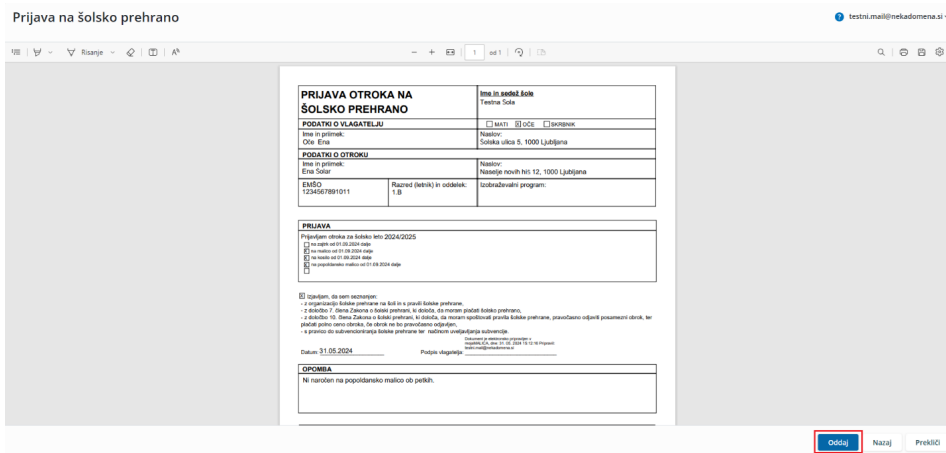 Prijava na šolsko prehrano
testni.mail@nekadomena.si
Risanje
1 od 1
PRIJAVA OTROKA NA
ŠOLSKO PREHRANO
Ime in sedež šole
Testna Šola
PODATKI O VLAGATELJU
MATI X OČE SKRBNIK
Ime in priimek:
Oče Ena
Naslov:
Šolska ulica 5, 1000 Ljubljana
PODATKI O OTROKU
Ime in priimek:
Ena Šolar
Naslov:
Naselje novih hiš 12, 1000 Ljubljana
EMŠO
1234567891011
Razred (letnik) in oddelek:
1.B
Izobraževalni program:
PRIJAVA
Prijavljam otroka za šolsko leto 2024/2025
na zajtrk od 01.09.2024 dalje
X na malico od 01.09.2024 dalje
X na kosilo od 01.09.2024 dalje
X na popoldansko malico od 01.09.2024 dalje
X Izjavljam, da sem seznanjen:
- z organizacijo šolske prehrane na šoli in s pravili šolske prehrane,
- z določbo 7. člena Zakona o šolski prehrani, ki določa, da moram plačati šolsko prehrano,
- z določbo 10. člena Zakona o šolski prehrani, ki določa, da moram spoštovati pravila šolske prehrane, pravočasno odjaviti posamezni obrok, ter
plačati polno ceno obroka, če obrok ne bo pravočasno odjavljen,
- s pravico do subvencioniranja šolske prehrane ter načinom uveljavljanja subvencije.
Dokument je elektronsko pripravljen v
testni.mail@nekadomena.si
Datum: 31.05.2024
Podpis vlagatelja:
OPOMBA
Ni naročen na popoldansko malico ob petkih.
Oddaj Nazaj Prekliči